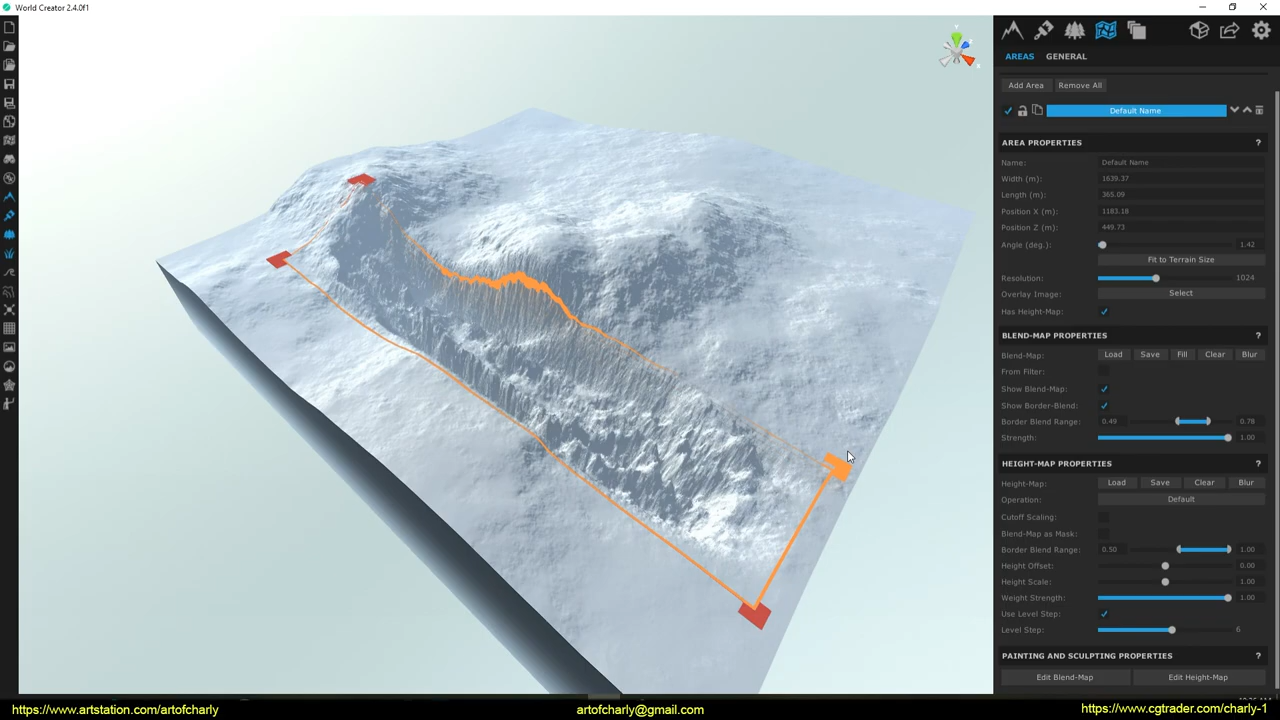 World Creator 2.4.0f1
AREAS GENERAL
Add Area Remove All
Default Name
AREA PROPERTIES ?
Name: Default Name
Width (m): 1639.37
Length (m): 365.09
Position X (m): 1183.18
Position Z (m): 449.73
Angle (deg.): 1.42
Fit to Terrain Size
Resolution: 1024
Overlay Image: Select
Has Height-Map:
BLEND-MAP PROPERTIES ?
Blend-Map: Load Save Fill Clear Blur
From Filter:
Show Blend-Map:
Show Border-Blend:
Border Blend Range: 0.49 0.78
Strength: 1.00
HEIGHT-MAP PROPERTIES ?
Height-Map: Load Save Clear Blur
Operation: Default
Cutoff Scaling:
Blend-Map as Mask:
Border Blend Range: 0.50 1.00
Height Offset: 0.00
Height Scale: 1.00
Weight Strength: 1.00
Use Level Step:
Level Step: 6
PAINTING AND SCULPTING PROPERTIES ?
Edit Blend-Map Edit Height-Map
https://www.artstation.com/artofcharly artofcharly@gmail.com https://www.cgtrader.com/charly-1